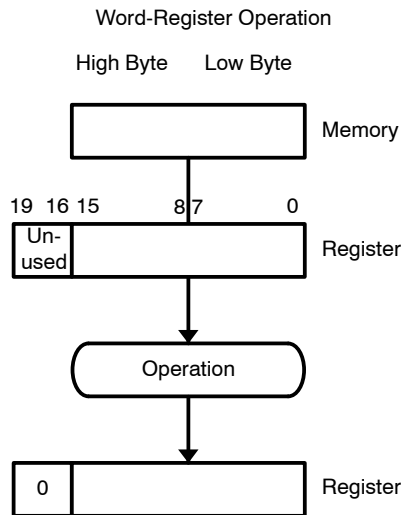 Word-Register Operation
High Byte Low Byte
Memory
19 16 15 8 7 0
Un-
used
Register
Operation
0
Register